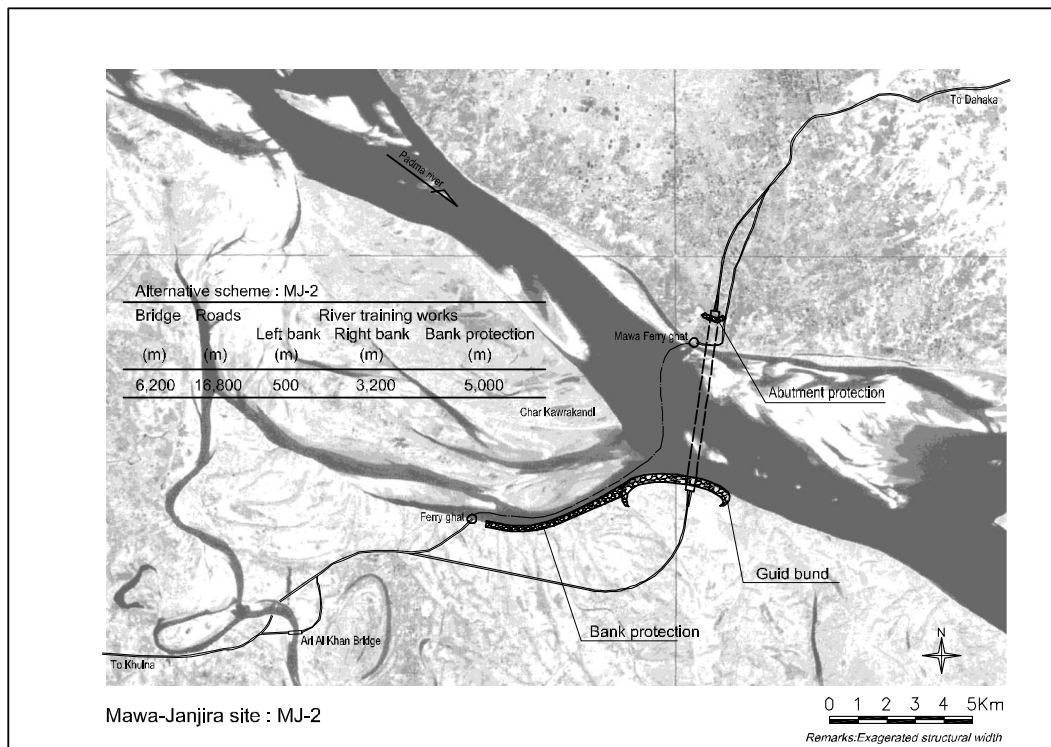 To Dahaka
Padma river
Alternative scheme : MJ-2
Bridge Roads River training works
Left bank Right bank Bank protection
(m) (m) (m) (m) (m)
6,200 16,800 500 3,200 5,000
Mawa Ferry ghat
Abutment protection
Char Kawrakandi
Ferry ghat
Guid bund
Bank protection
Aril Al Khan Bridge
To Khulna
N
Mawa-Janjira site : MJ-2
0 1 2 3 4 5Km
Remarks:Exagerated structural width